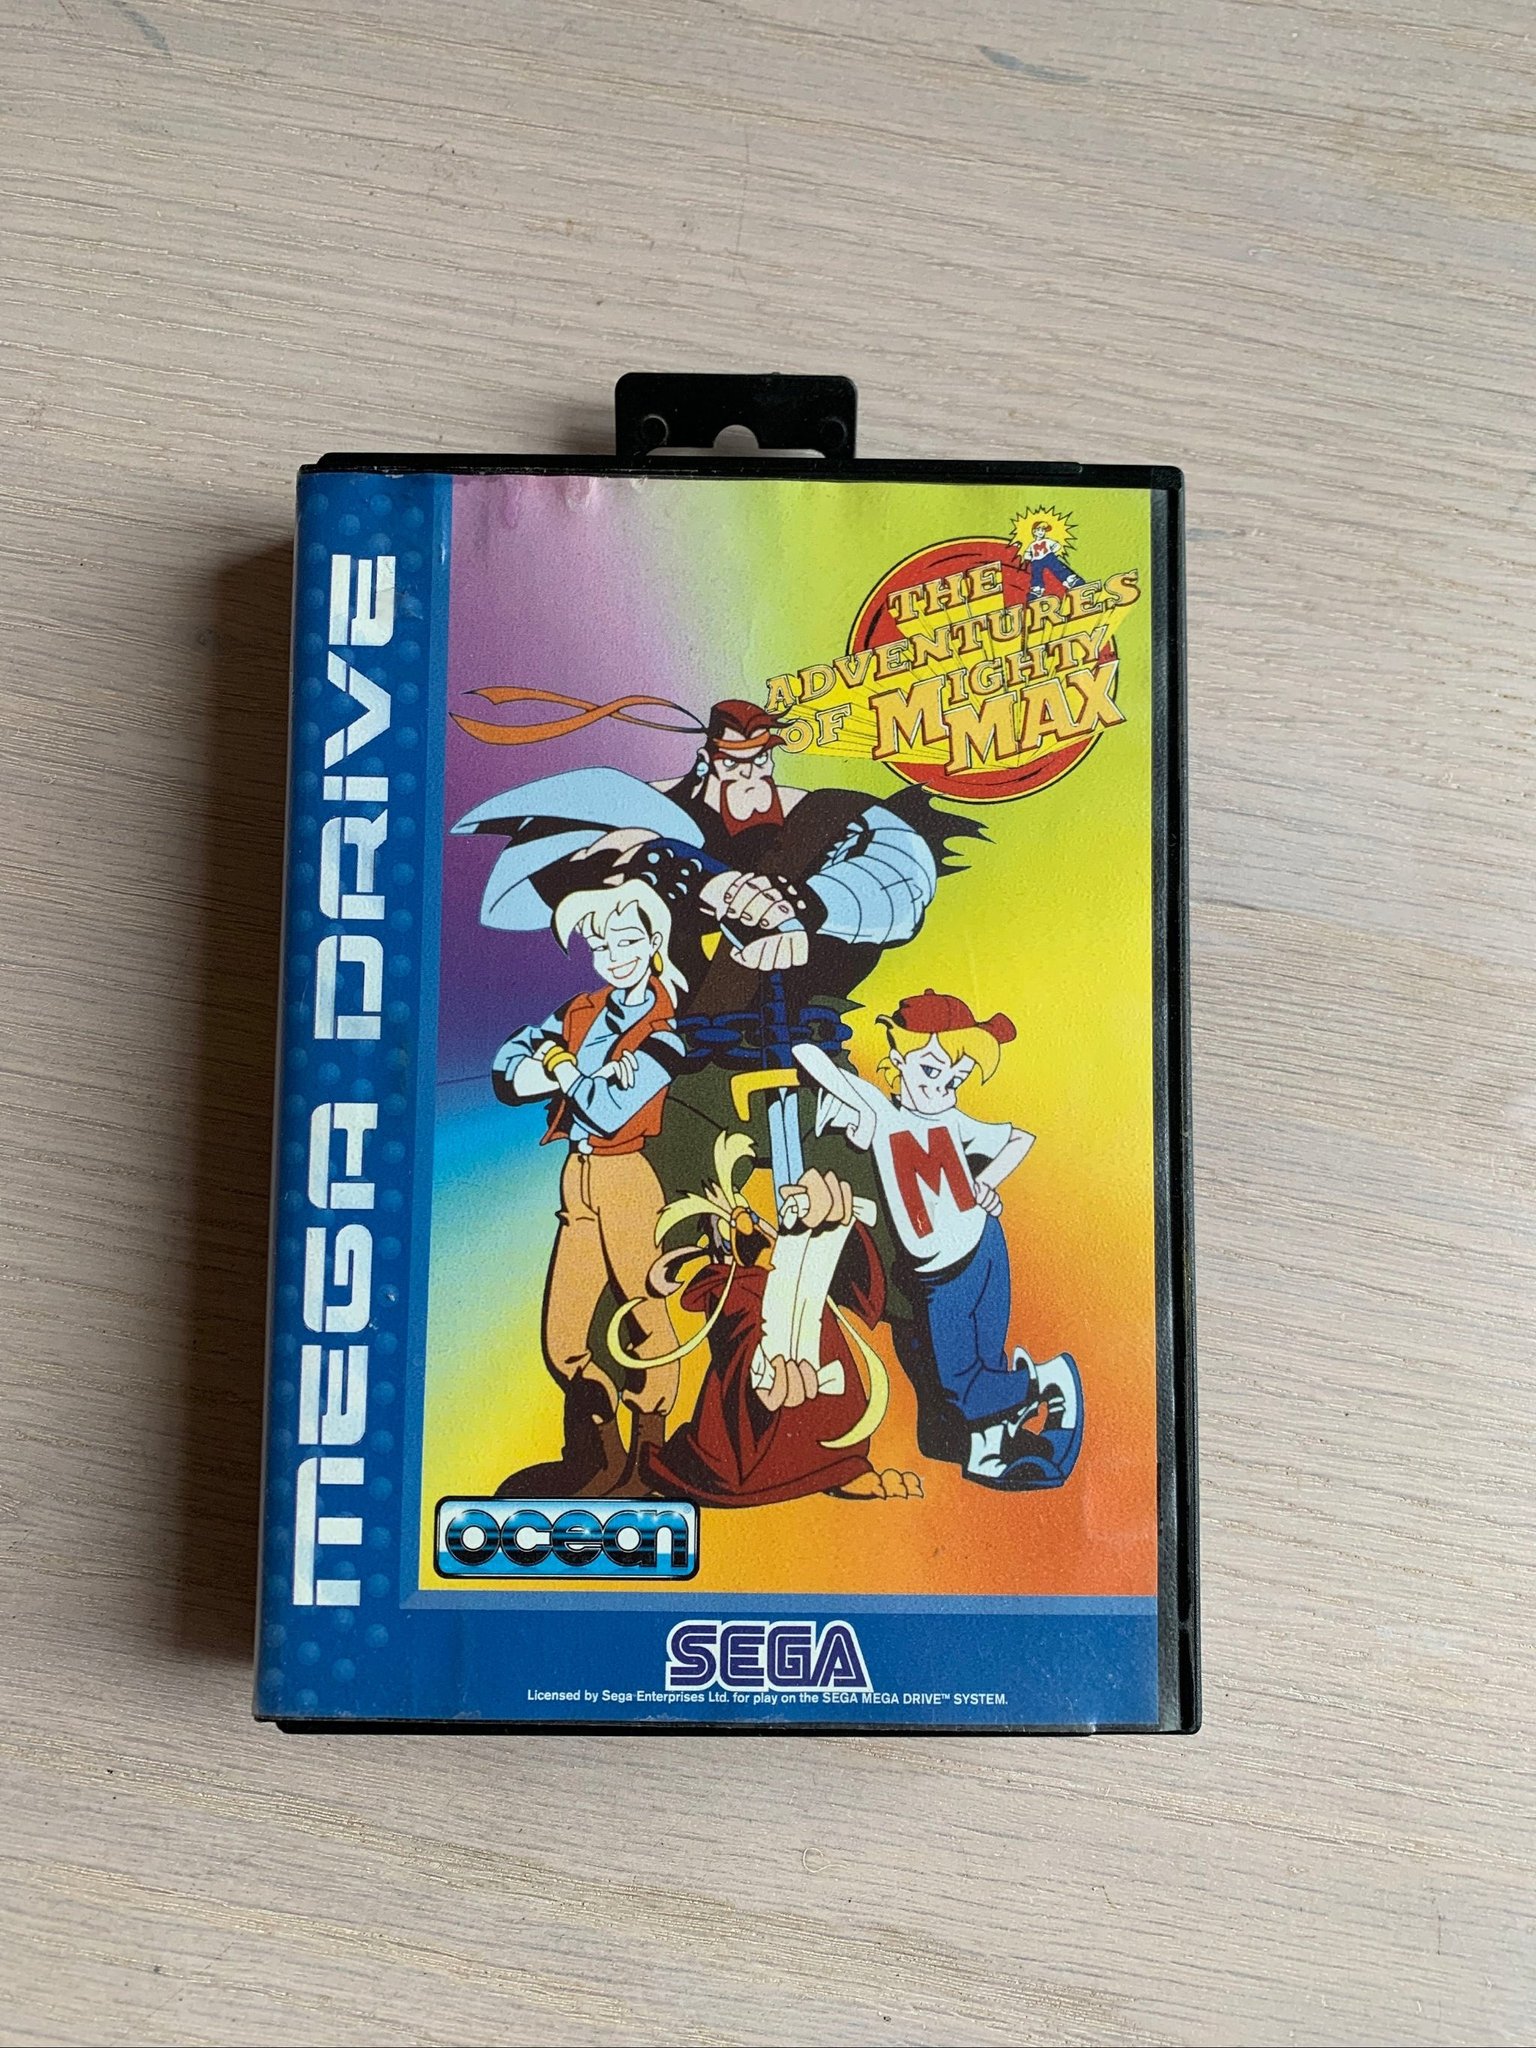 MEGA DRIVE
THE
ADVENTURES
OF MIGHTY
MAX
M
M
ocean
SEGA
Licensed by Sega Enterprises Ltd. for play on the SEGA MEGA DRIVE™ SYSTEM.